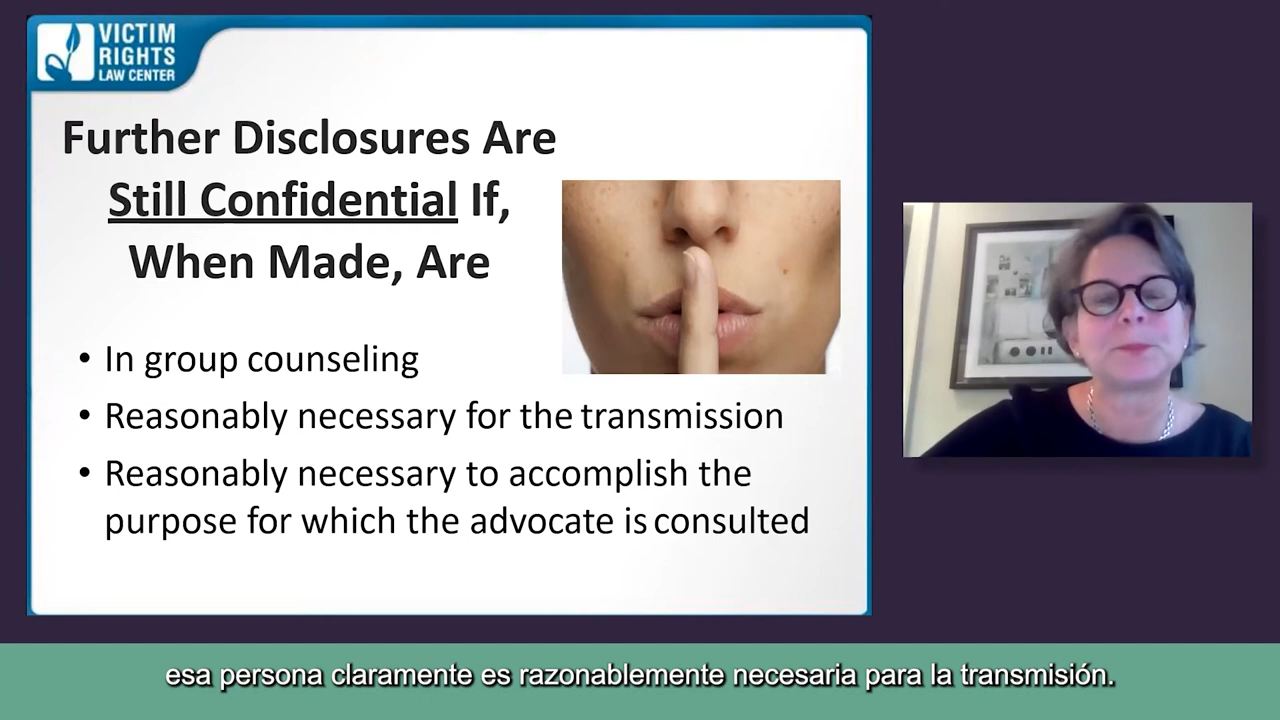 VICTIM
RIGHTS
LAW CENTER
Further Disclosures Are
Still Confidential If,
When Made, Are
• In group counseling
• Reasonably necessary for the transmission
• Reasonably necessary to accomplish the
purpose for which the advocate is consulted
esa persona claramente es razonablemente necesaria para la transmisión.